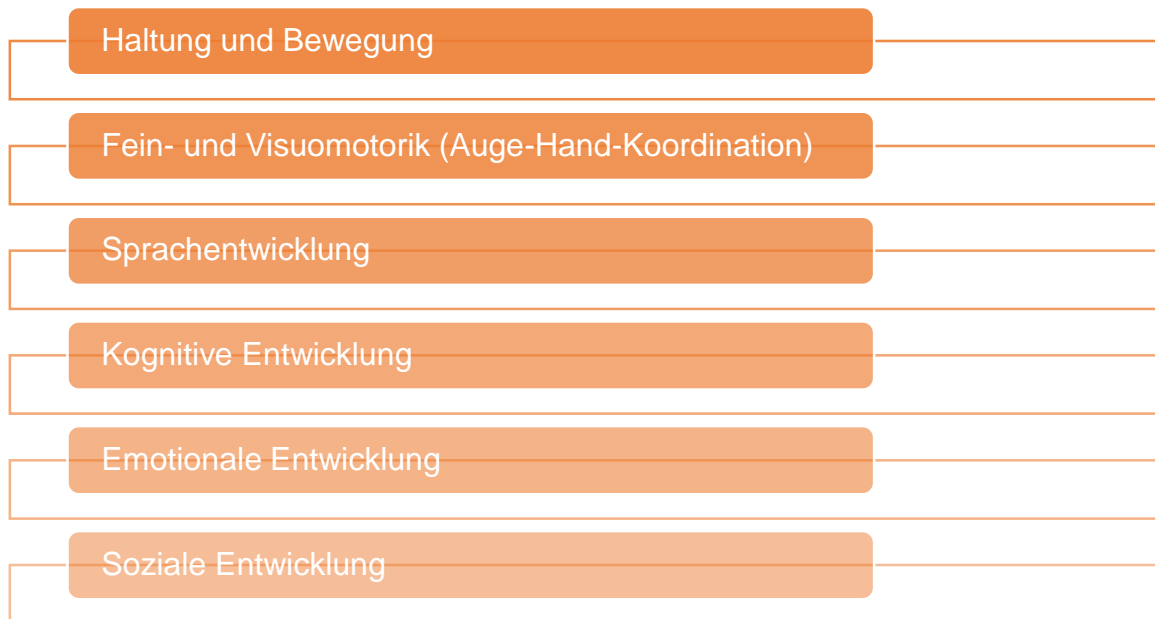 Haltung und Bewegung
Fein- und Visuomotorik (Auge-Hand-Koordination)
Sprachentwicklung
Kognitive Entwicklung
Emotionale Entwicklung
Soziale Entwicklung